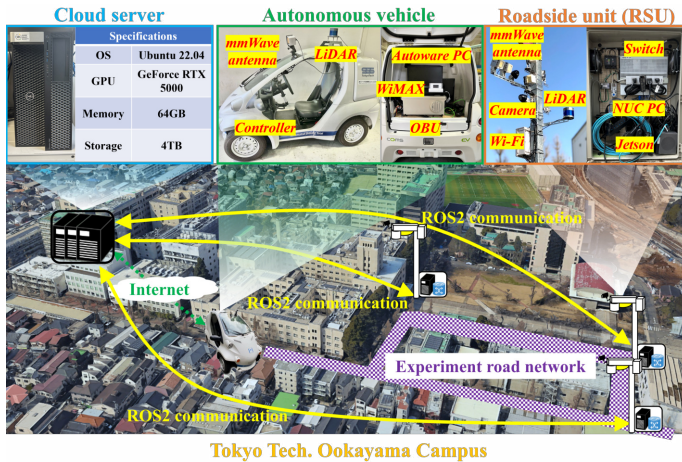 Cloud server
Autonomous vehicle
Roadside unit (RSU)
Specifications
OS
Ubuntu 22.04
GPU
GeForce RTX
5000
Memory
64GB
Storage
4TB
mmWave
antenna
LiDAR
Controller
Autoware PC
WiMAX
OBU
mmWave
antenna
Camera
LiDAR
Wi-Fi
Switch
NUC PC
Jetson
ROS2 communication
Internet
ROS2 communication
Experiment road network
ROS2 communication
Tokyo Tech. Ookayama Campus